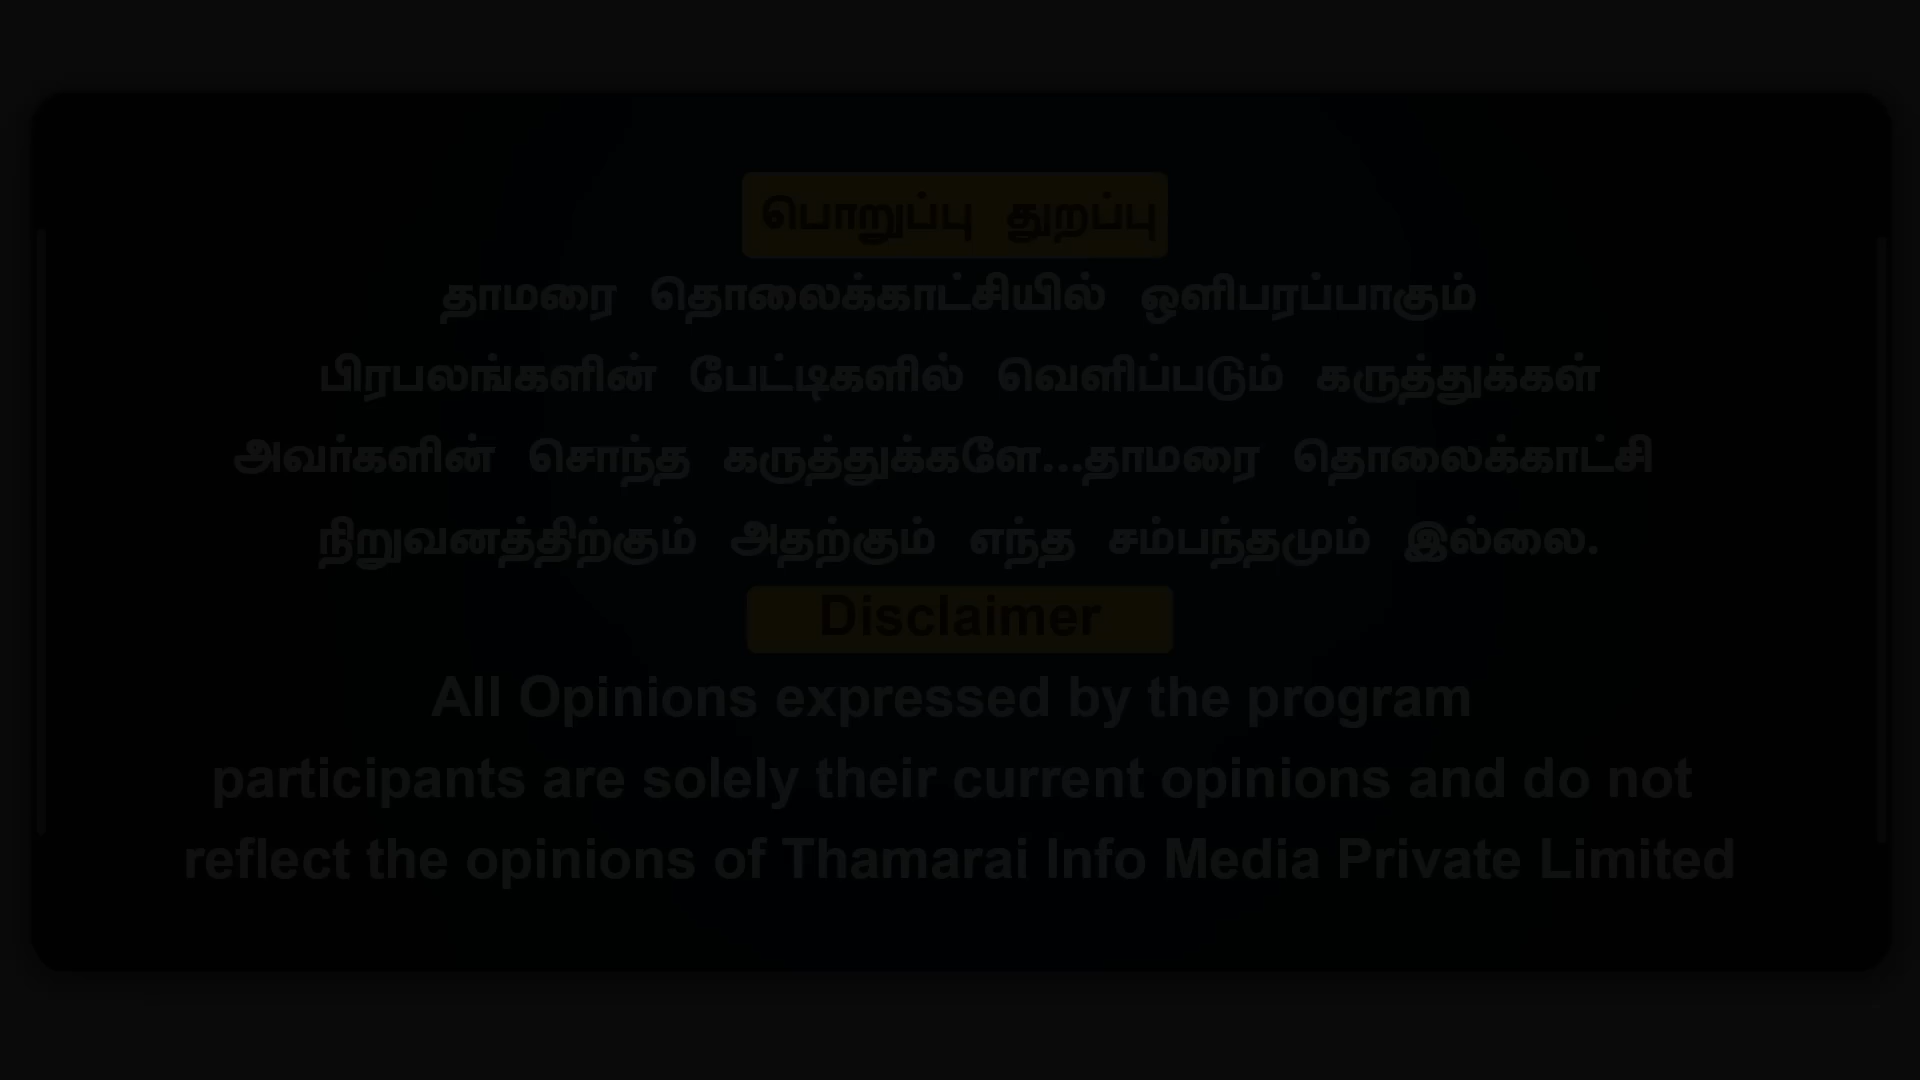 பொறுப்பு துறப்பு
தாமரை தொலைக்காட்சியில் ஒளிபரப்பாகும்
பிரபலங்களின் பேட்டிகளில் வெளிப்படும் கருத்துக்கள்
அவர்களின் சொந்த கருத்துக்களே...தாமரை தொலைக்காட்சி
நிறுவனத்திற்கும் அதற்கும் எந்த சம்பந்தமும் இல்லை.
Disclaimer
All Opinions expressed by the program
participants are solely their current opinions and do not
reflect the opinions of Thamarai Info Media Private Limited